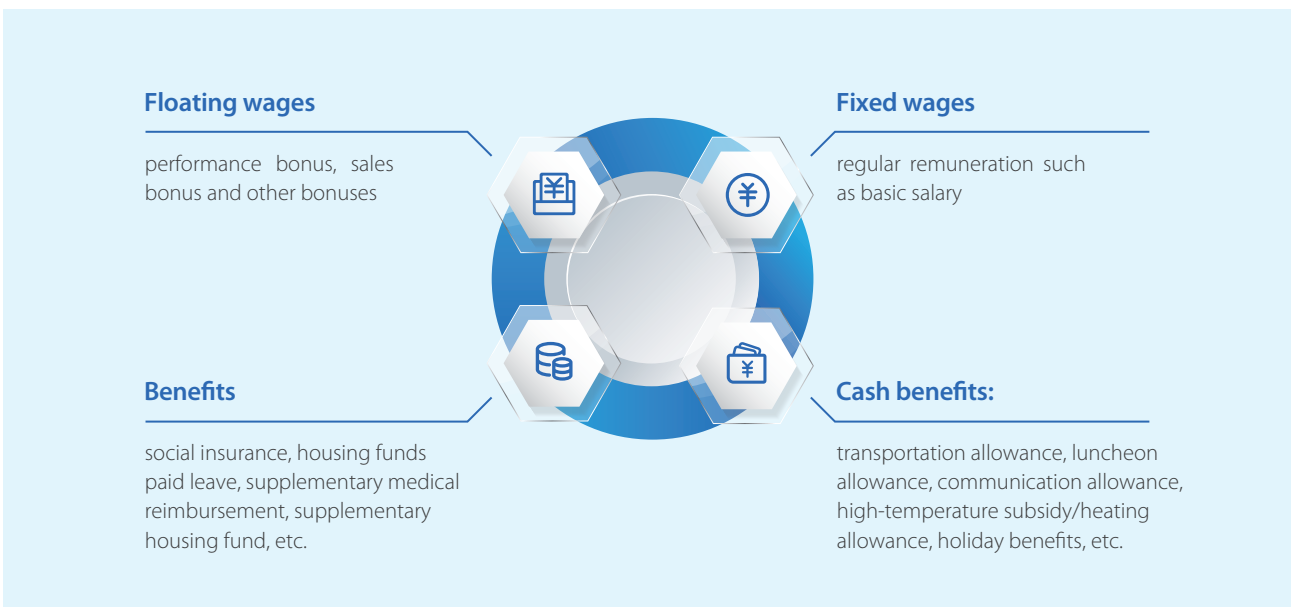 Floating wages
performance bonus, sales
bonus and other bonuses
Fixed wages
regular remuneration such
as basic salary
Benefits
social insurance, housing funds
paid leave, supplementary medical
reimbursement, supplementary
housing fund, etc.
Cash benefits:
transportation allowance, luncheon
allowance, communication allowance,
high-temperature subsidy/heating
allowance, holiday benefits, etc.
¥
¥
¥